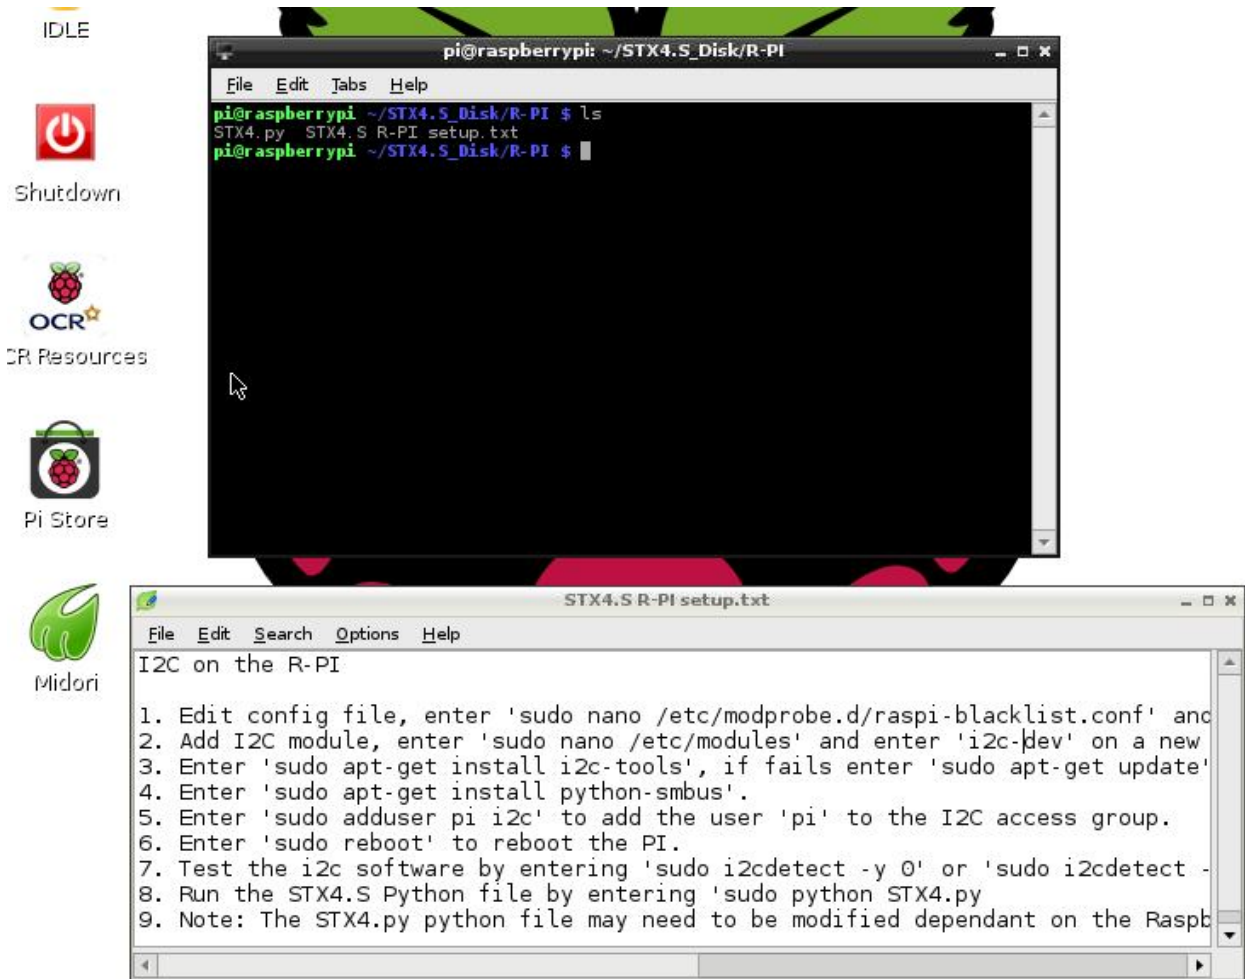 IDLE
Shutdown
OCR
CR Resources
Pi Store
Midori
pi@raspberrypi: ~/STX4.S_Disk/R-PI
File Edit Tabs Help
pi@raspberrypi ~/STX4.S_Disk/R-PI $ ls
STX4.py STX4.S R-PI setup.txt
pi@raspberrypi ~/STX4.S_Disk/R-PI $
STX4.S R-PI setup.txt
File Edit Search Options Help
I2C on the R-PI
1. Edit config file, enter 'sudo nano /etc/modprobe.d/raspi-blacklist.conf' and
2. Add I2C module, enter 'sudo nano /etc/modules' and enter 'i2c-dev' on a new
3. Enter 'sudo apt-get install i2c-tools', if fails enter 'sudo apt-get update'
4. Enter 'sudo apt-get install python-smbus'.
5. Enter 'sudo adduser pi i2c' to add the user 'pi' to the I2C access group.
6. Enter 'sudo reboot' to reboot the PI.
7. Test the i2c software by entering 'sudo i2cdetect -y 0' or 'sudo i2cdetect -
8. Run the STX4.S Python file by entering 'sudo python STX4.py
9. Note: The STX4.py python file may need to be modified dependant on the Raspb